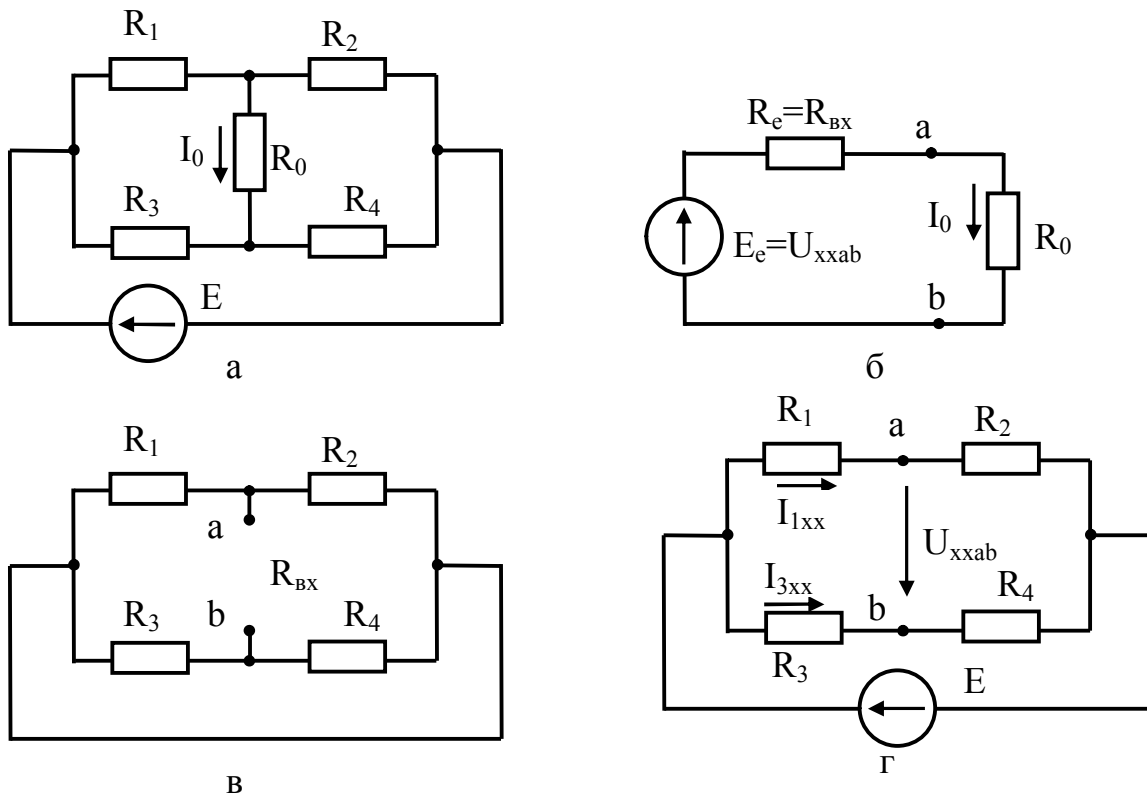 R₁
R₂
I₀
R₀
R₃
R₄
E
а
Rₑ=Rвх
a
I₀
Eₑ=Uxxab
R₀
b
б
R₁
R₂
a
Rвх
b
R₃
R₄
в
R₁
a
R₂
I₁xx
Uxxab
I₃xx
b
R₄
R₃
E
г